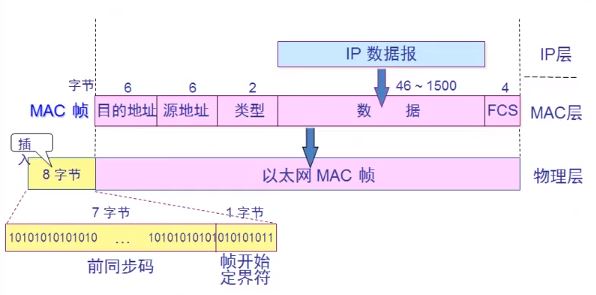 IP 数据报
IP层
字节
6
6
2
46 ~ 1500
4
MAC 帧
目的地址
源地址
类型
数 据
FCS
MAC层
插
入
8 字节
以太网 MAC 帧
物理层
7 字节
1 字节
10101010101010 … 10101010101010101011
前同步码
帧开始
定界符